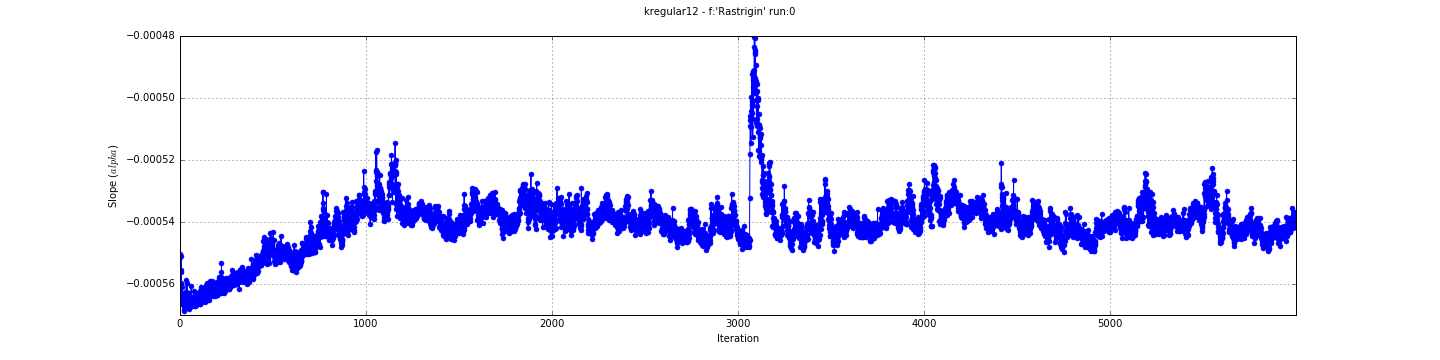 kregular12 - f:'Rastrigin' run:0
−0.00048
−0.00050
−0.00052
−0.00054
−0.00056
Slope (alpha)
0 1000 2000 3000 4000 5000
Iteration